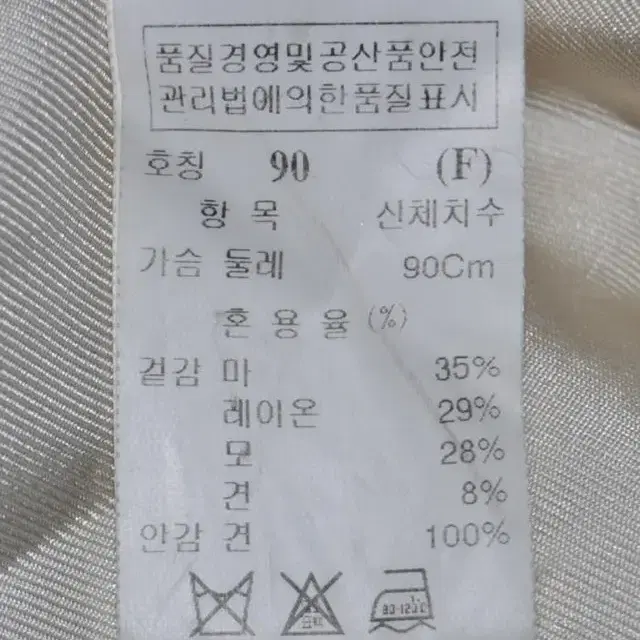 품질경영및공산품안전
관리법에의한품질표시
호칭 90 (F)
항 목 신체치수
가슴 둘레 90Cm
혼 용 율 (%)
겉감 마 35%
레이온 29%
모 28%
견 8%
안감 견 100%